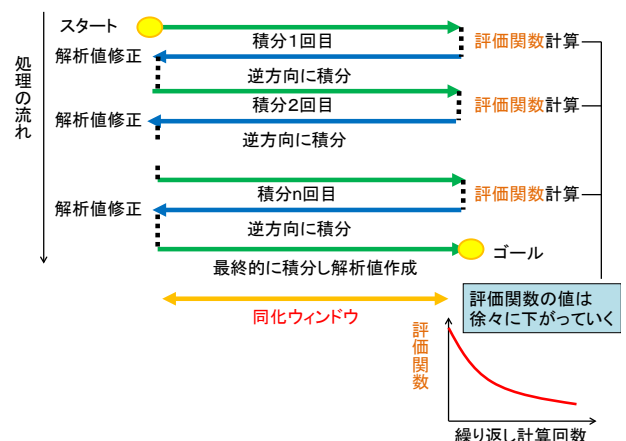 スタート
積分1回目
評価関数計算
解析値修正
逆方向に積分
処理の流れ
積分2回目
評価関数計算
解析値修正
逆方向に積分
積分n回目
評価関数計算
解析値修正
逆方向に積分
ゴール
最終的に積分し解析値作成
同化ウィンドウ
評価関数の値は
徐々に下がっていく
評価関数
繰り返し計算回数